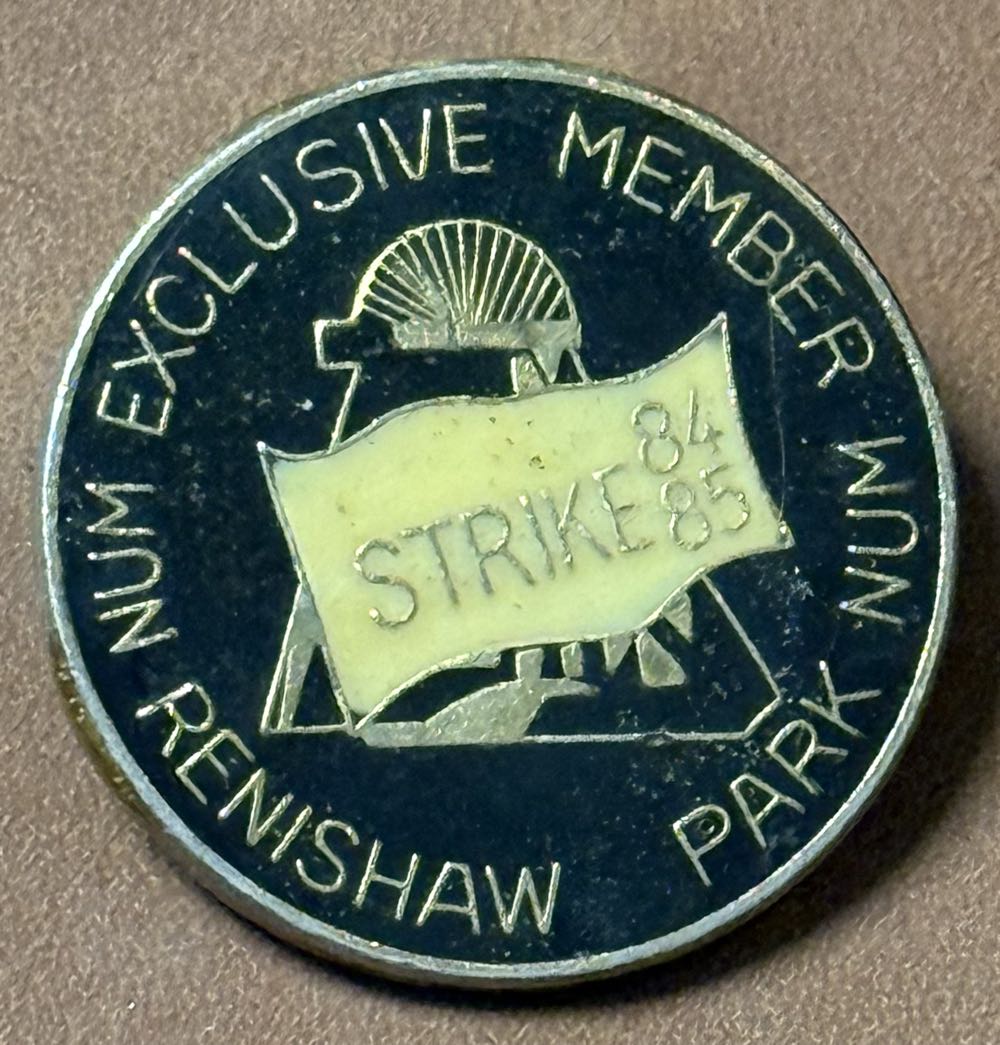 NUM EXCLUSIVE MEMBER NUM
RENISHAW PARK
STRIKE 84
85